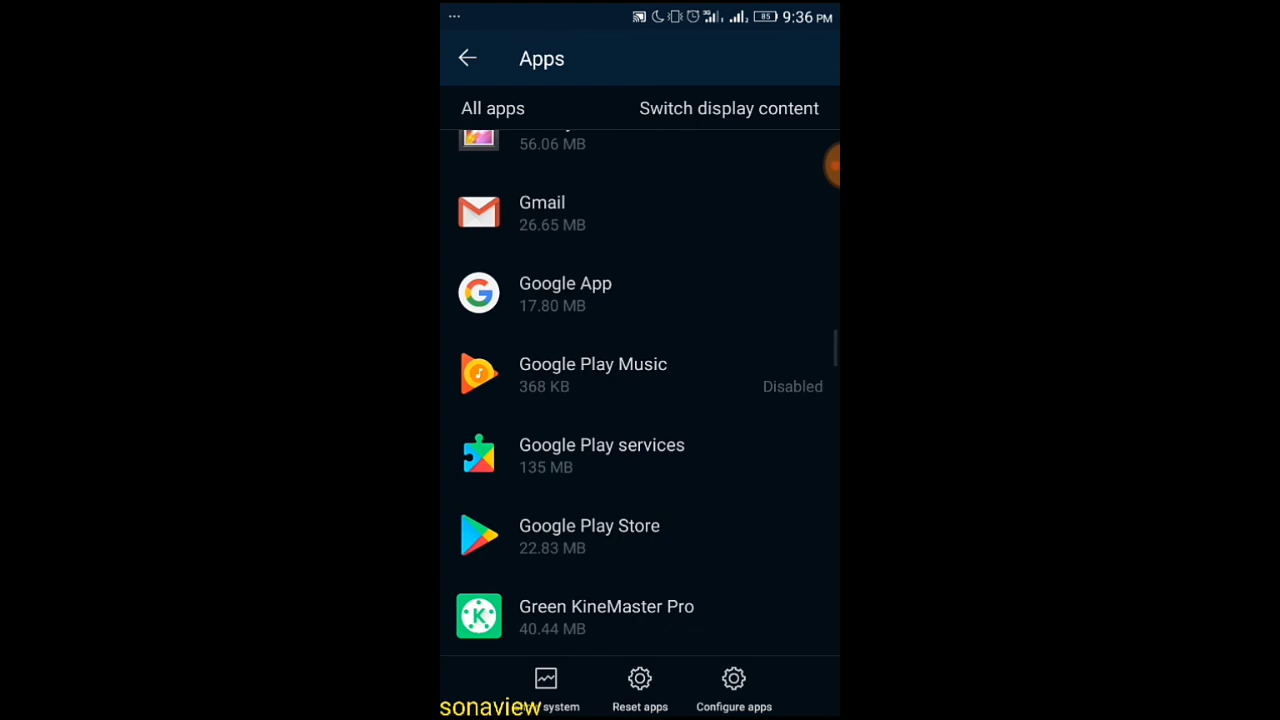 85 9:36 PM
Apps
All apps Switch display content
56.06 MB
Gmail
26.65 MB
Google App
17.80 MB
Google Play Music
368 KB Disabled
Google Play services
135 MB
Google Play Store
22.83 MB
Green KineMaster Pro
40.44 MB
system Reset apps Configure apps
sonaview